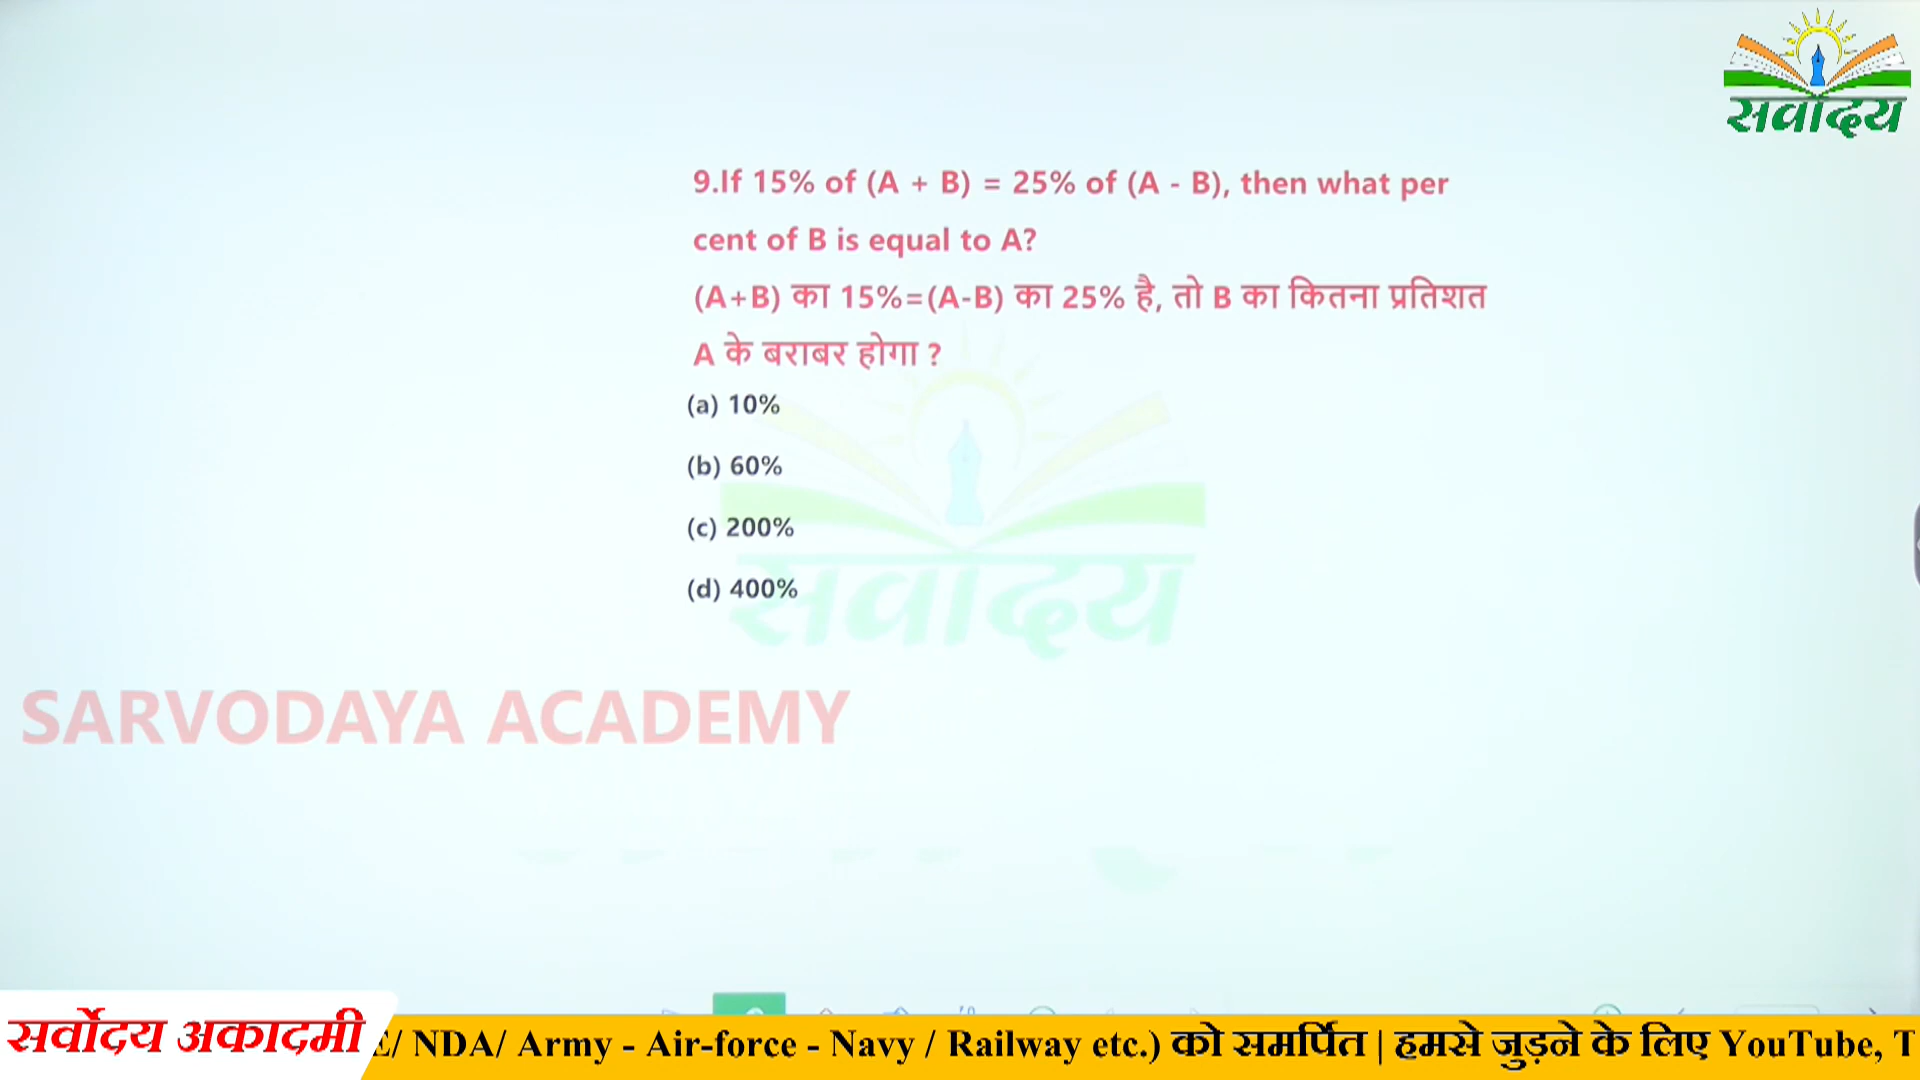 सर्वोदय
9.If 15% of (A + B) = 25% of (A - B), then what per
cent of B is equal to A?
(A+B) का 15%=(A-B) का 25% है, तो B का कितना प्रतिशत
A के बराबर होगा ?
(a) 10%
(b) 60%
(c) 200%
(d) 400%
सर्वोदय
SARVODAYA ACADEMY
सर्वोदय अकादमी
/ NDA/ Army - Air-force - Navy / Railway etc.) को समर्पित | हमसे जुड़ने के लिए YouTube, T